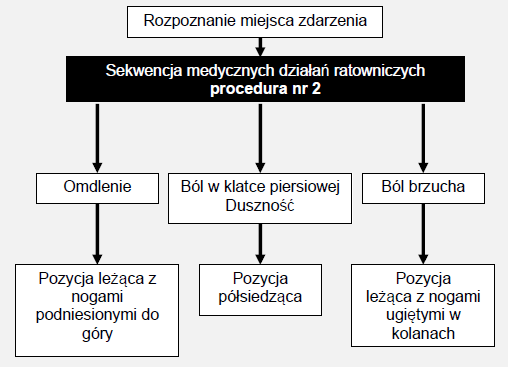 Rozpoznanie miejsca zdarzenia
Sekwencja medycznych działań ratowniczych
procedura nr 2
Omdlenie
Ból w klatce piersiowej
Duszność
Ból brzucha
Pozycja leżąca z
nogami
podniesionymi do
góry
Pozycja
półsiedząca
Pozycja
leżąca z nogami
ugiętymi w
kolanach